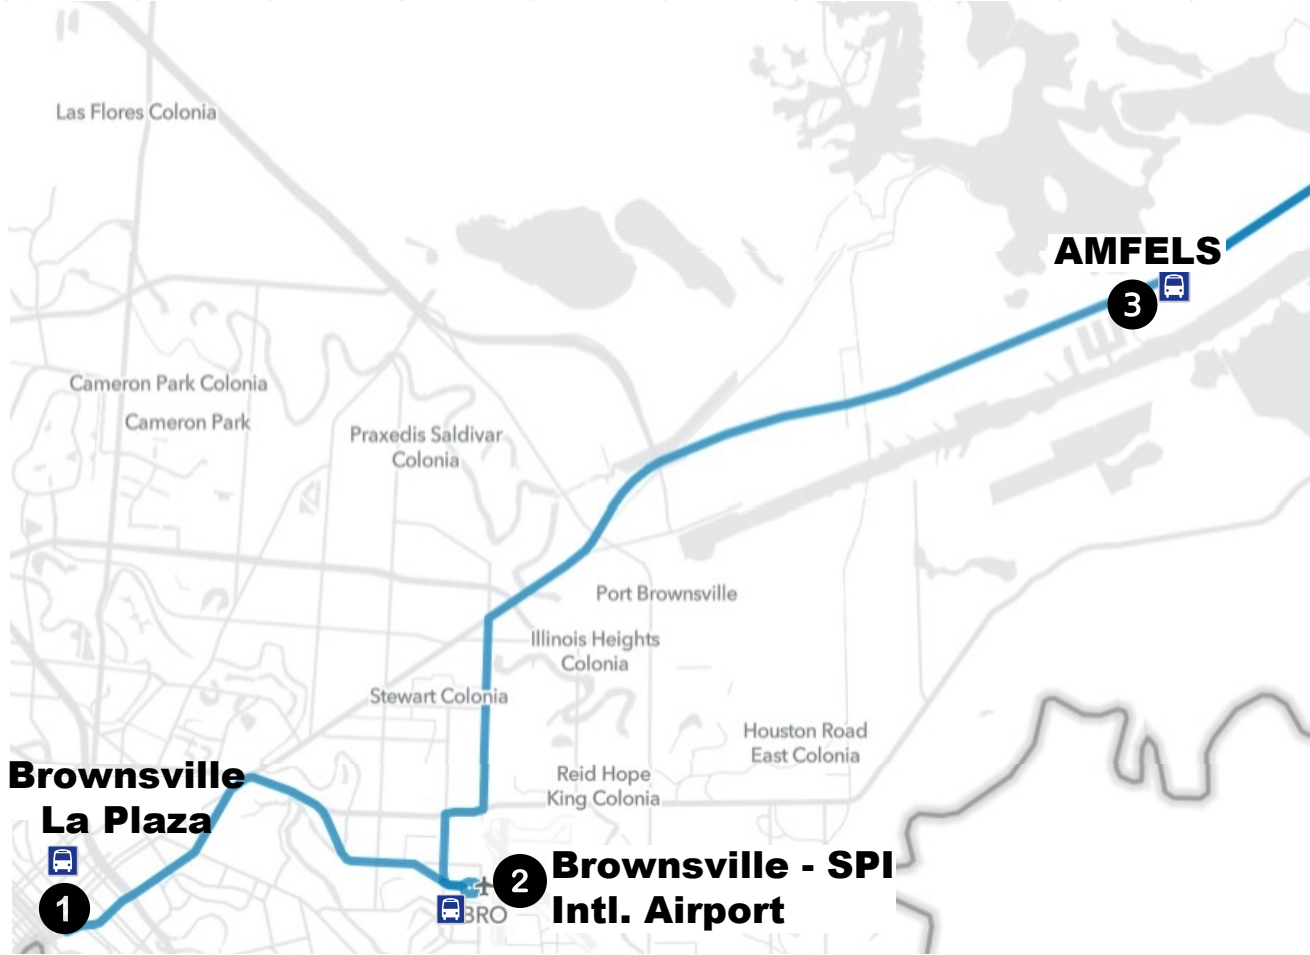 Las Flores Colonia
AMFELS
3
Cameron Park Colonia
Cameron Park
Praxedis Saldivar
Colonia
Port Brownsville
Illinois Heights
Colonia
Stewart Colonia
Houston Road
East Colonia
Reid Hope
King Colonia
Brownsville
La Plaza
1
2
Brownsville - SPI
Intl. Airport
BRO